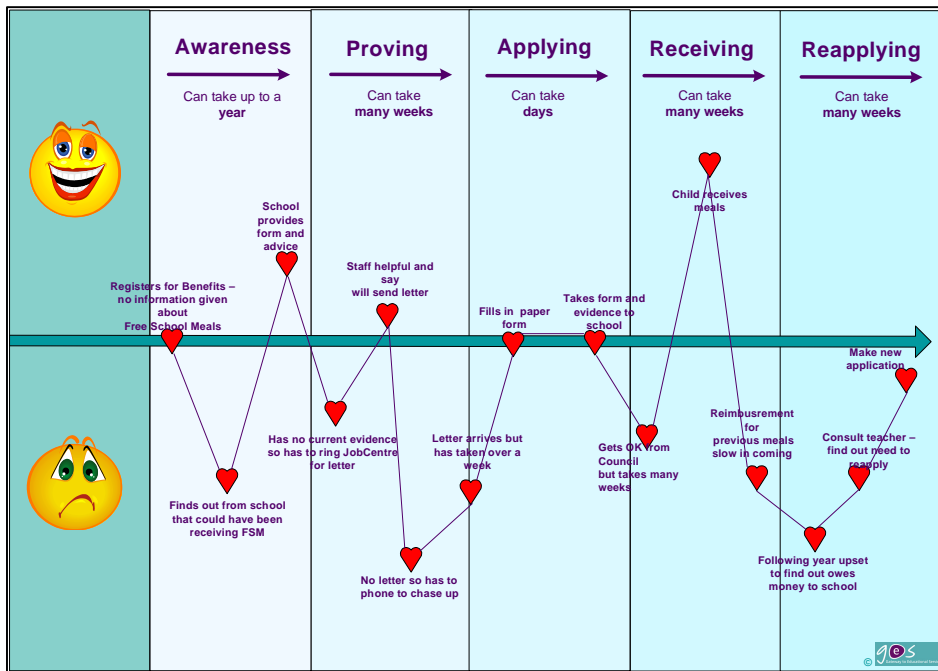 Awareness
Can take up to a
year
Proving
Can take
many weeks
Applying
Can take
days
Receiving
Can take
many weeks
Reapplying
Can take
many weeks
Registers for Benefits –
no information given
about
Free School Meals
Finds out from school
that could have been
receiving FSM
School
provides
form and
advice
Has no current evidence
so has to ring JobCentre
for letter
Staff helpful and
say
will send letter
No letter so has to
phone to chase up
Letter arrives but
has taken over a
week
Fills in paper
form
Takes form and
evidence to
school
Gets OK from
Council
but takes many
weeks
Child receives
meals
Reimbusrement
for
previous meals
slow in coming
Following year upset
to find out owes
money to school
Consult teacher –
find out need to
reapply
Make new
application
© ges